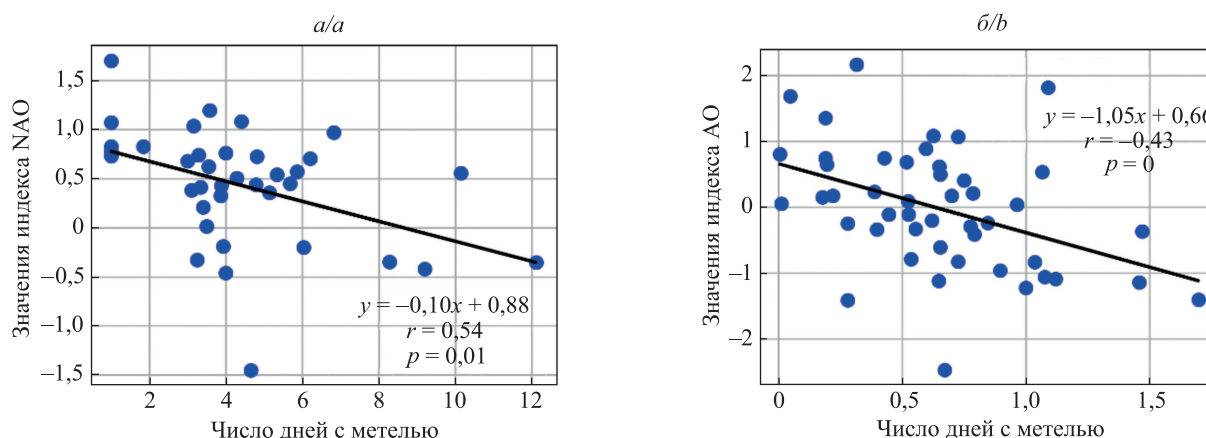 а/a
Значения индекса NAO
1,5
1,0
0,5
0
–0,5
–1,0
–1,5
y = –0,10x + 0,88
r = 0,54
p = 0,01
2 4 6 8 10 12
Число дней с метелью
б/b
Значения индекса AO
2
1
0
–1
–2
y = –1,05x + 0,66
r = –0,43
p = 0
0 0,5 1,0 1,5
Число дней с метелью